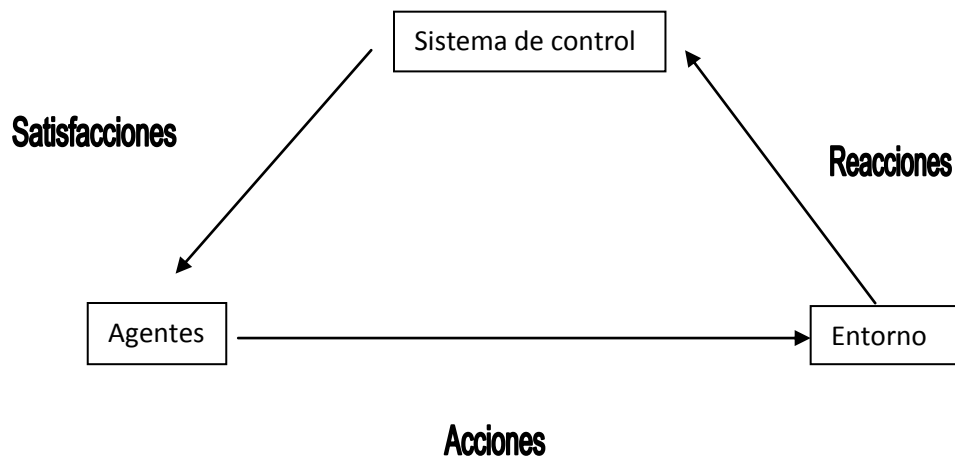 Sistema de control
Satisfacciones
Reacciones
Agentes
Entorno
Acciones